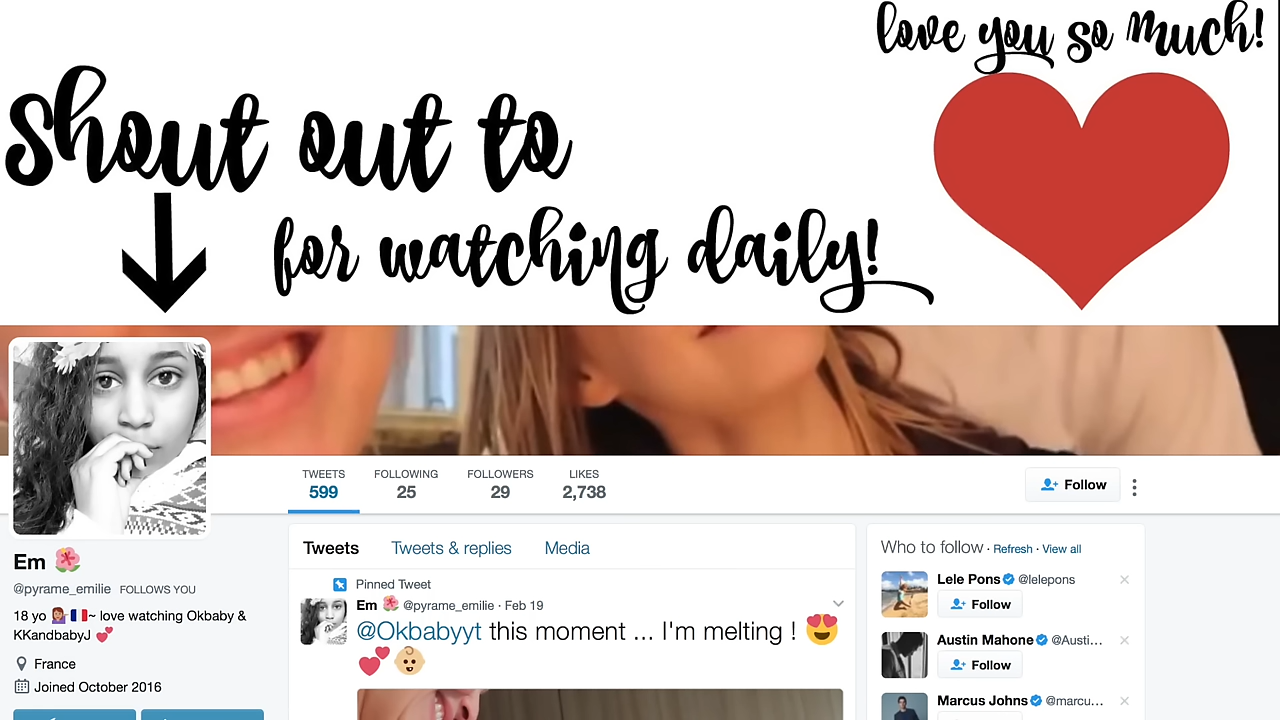 love you so much!
Shout out to
for watching daily!
TWEETS FOLLOWING FOLLOWERS LIKES
599 25 29 2,738
Follow
Em
@pyrame_emilie FOLLOWS YOU
18 yo ~ love watching Okbaby &
KKandbabyJ
France
Joined October 2016
Tweets Tweets & replies Media
Pinned Tweet
Em @pyrame_emilie · Feb 19
@Okbabyyt this moment ... I'm melting !
Who to follow · Refresh · View all
Lele Pons @lelepons
Follow
Austin Mahone @Austi...
Follow
Marcus Johns @marcu...